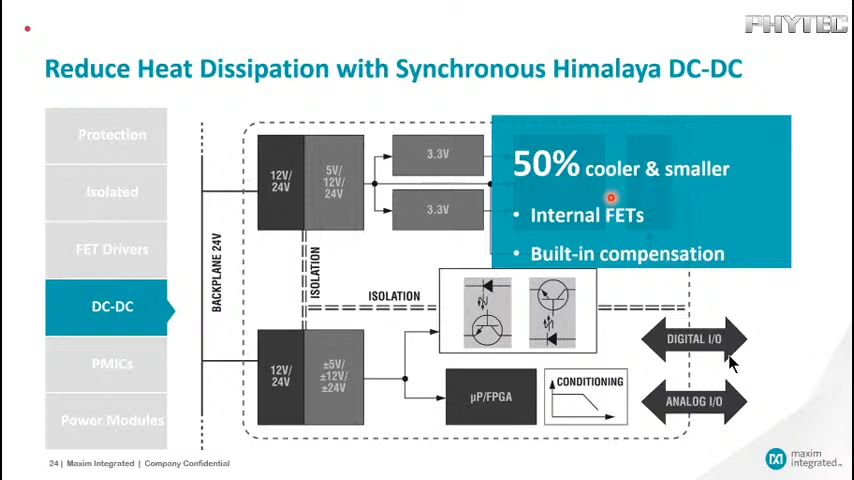 PHYTEC
Reduce Heat Dissipation with Synchronous Himalaya DC-DC
Protection
Isolated
FET Drivers
DC-DC
PMICs
Power Modules
BACKPLANE 24V
12V/
24V
5V/
12V/
24V
3.3V
3.3V
50% cooler & smaller
• Internal FETs
• Built-in compensation
ISOLATION
ISOLATION
12V/
24V
±5V/
±12V/
±24V
µP/FPGA
CONDITIONING
DIGITAL I/O
ANALOG I/O
24 | Maxim Integrated | Company Confidential
maxim
integrated™